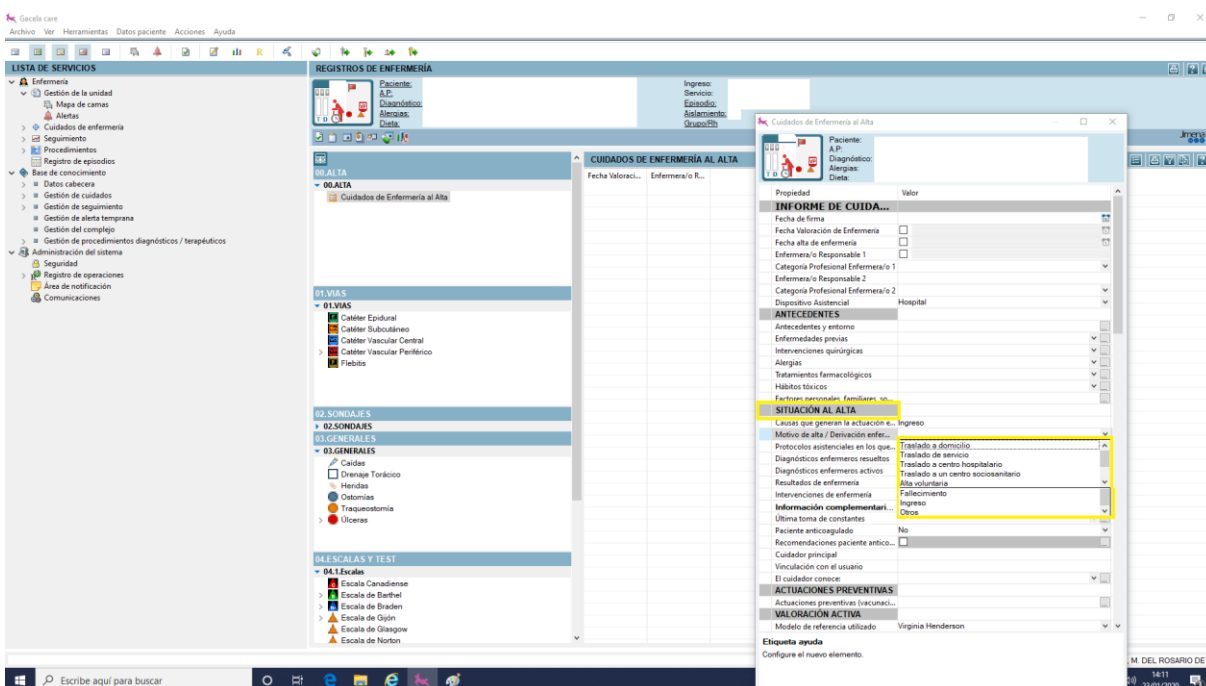 Gacela care
Archivo Ver Herramientas Datos paciente Acciones Ayuda
LISTA DE SERVICIOS
Enfermería
Gestión de la unidad
Mapa de camas
Alertas
Cuidados de enfermería
Seguimiento
Procedimientos
Registro de episodios
Base de conocimiento
Datos cabecera
Gestión de cuidados
Gestión de seguimiento
Gestión de alerta temprana
Gestión del complejo
Gestión de procedimientos diagnósticos / terapéuticos
Administración del sistema
Seguridad
Registro de operaciones
Área de notificación
Comunicaciones
REGISTROS DE ENFERMERÍA
Paciente:
A.P:
Diagnóstico:
Alergias:
Dieta:
Ingreso:
Servicio:
Episodio:
Aislamiento:
Grupo/Rh
T D
00.ALTA
00.ALTA
Cuidados de Enfermería al Alta
01.VIAS
01.VIAS
Catéter Epidural
Catéter Subcutáneo
Catéter Vascular Central
Catéter Vascular Periférico
Flebitis
02.SONDAJES
02.SONDAJES
03.GENERALES
03.GENERALES
Caídas
Drenaje Torácico
Heridas
Ostomías
Traqueostomia
Úlceras
04.ESCALAS Y TEST
04.1.Escalas
Escala Canadiense
Escala de Barthel
Escala de Braden
Escala de Gijón
Escala de Glasgow
Escala de Norton
CUIDADOS DE ENFERMERÍA AL ALTA
Fecha Valoraci... Enfermera/o R...
Jimena
Cuidados de Enfermería al Alta
Paciente:
A.P:
Diagnóstico:
Alergias:
Dieta:
T D
Propiedad Valor
INFORME DE CUIDA...
Fecha de firma
Fecha Valoración de Enfermería
Fecha alta de enfermería
Enfermera/o Responsable 1
Categoría Profesional Enfermera/o 1
Enfermera/o Responsable 2
Categoría Profesional Enfermera/o 2
Dispositivo Asistencial Hospital
ANTECEDENTES
Antecedentes y entorno
Enfermedades previas
Intervenciones quirúrgicas
Alergias
Tratamientos farmacológicos
Hábitos tóxicos
Factores personales, familiares, so...
SITUACIÓN AL ALTA
Causas que generan la actuación e... Ingreso
Motivo de alta / Derivación enfer...
Protocolos asistenciales en los que... Traslado a domicilio
Traslado de servicio
Diagnósticos enfermeros resueltos Traslado a centro hospitalario
Diagnósticos enfermeros activos Traslado a un centro sociosanitario
Resultados de enfermería Alta voluntaria
Intervenciones de enfermería Fallecimiento
Información complementari... Ingreso
Otros
Última toma de constantes
Paciente anticoagulado No
Recomendaciones paciente antico...
Cuidador principal
Vinculación con el usuario
El cuidador conoce:
ACTUACIONES PREVENTIVAS
Actuaciones preventivas (vacunaci...
VALORACIÓN ACTIVA
Modelo de referencia utilizado Virginia Henderson
Etiqueta ayuda
Configure el nuevo elemento.
M. DEL ROSARIO DE
Escribe aquí para buscar
14:11